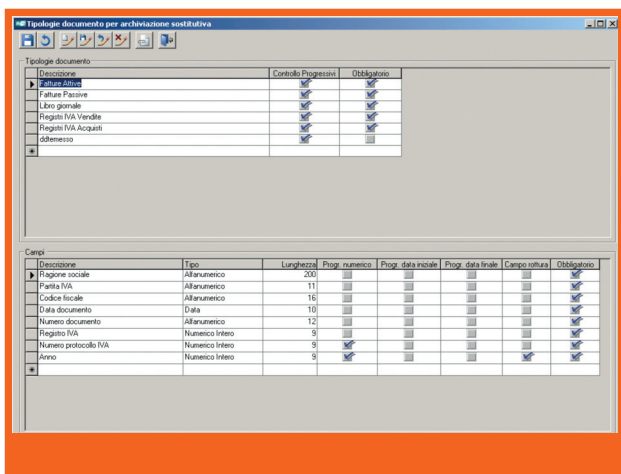 Tipologie documento per archiviazione sostitutiva
Tipologie documento
Descrizione Controllo Progressivi Obbligatorio
Fatture Attive
Fatture Passive
Libro giornale
Registri IVA Vendite
Registri IVA Acquisti
ddtemesso
Campi
Descrizione Tipo Lunghezza Progr. numerico Progr. data iniziale Progr. data finale Campo rottura Obbligatorio
Ragione sociale Alfanumerico 200
Partita IVA Alfanumerico 11
Codice fiscale Alfanumerico 16
Data documento Data 10
Numero documento Alfanumerico 12
Registro IVA Numerico Intero 9
Numero protocollo IVA Numerico Intero 9
Anno Numerico Intero 9